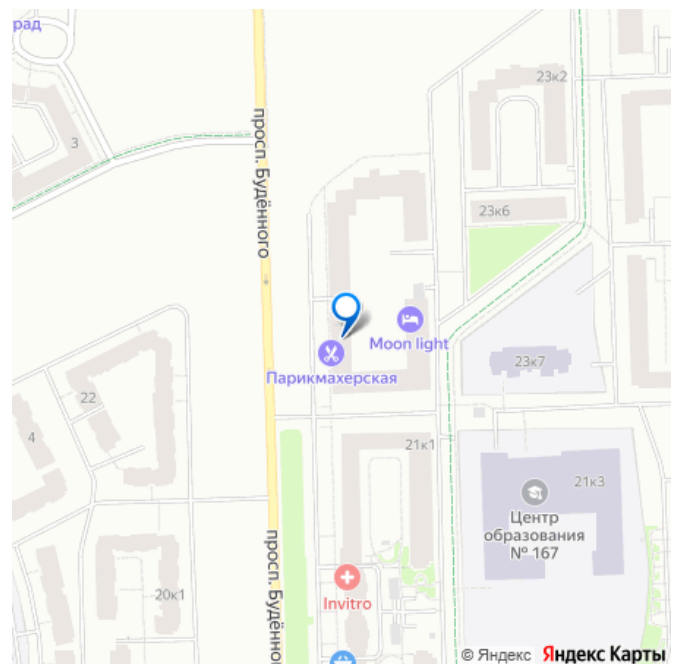 рад
23к2
3
просп. Будённого
23к6
Moon light
Парикмахерская
23к7
22
4
21к1
21к3
Центр
образования
№ 167
просп. Будённо
Invitro
20к1
© Яндекс Яндекс Карты